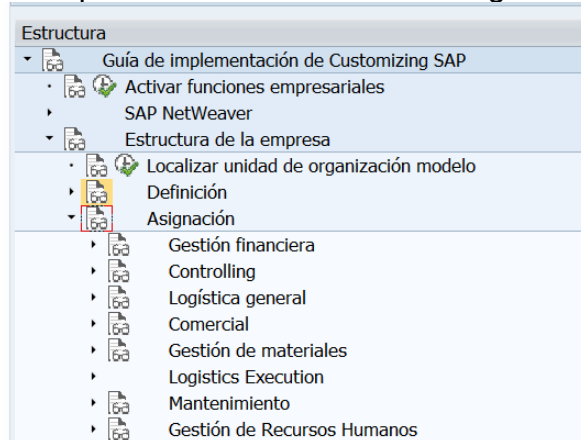 Estructura
Guía de implementación de Customizing SAP
Activar funciones empresariales
SAP NetWeaver
Estructura de la empresa
Localizar unidad de organización modelo
Definición
Asignación
Gestión financiera
Controlling
Logística general
Comercial
Gestión de materiales
Logistics Execution
Mantenimiento
Gestión de Recursos Humanos